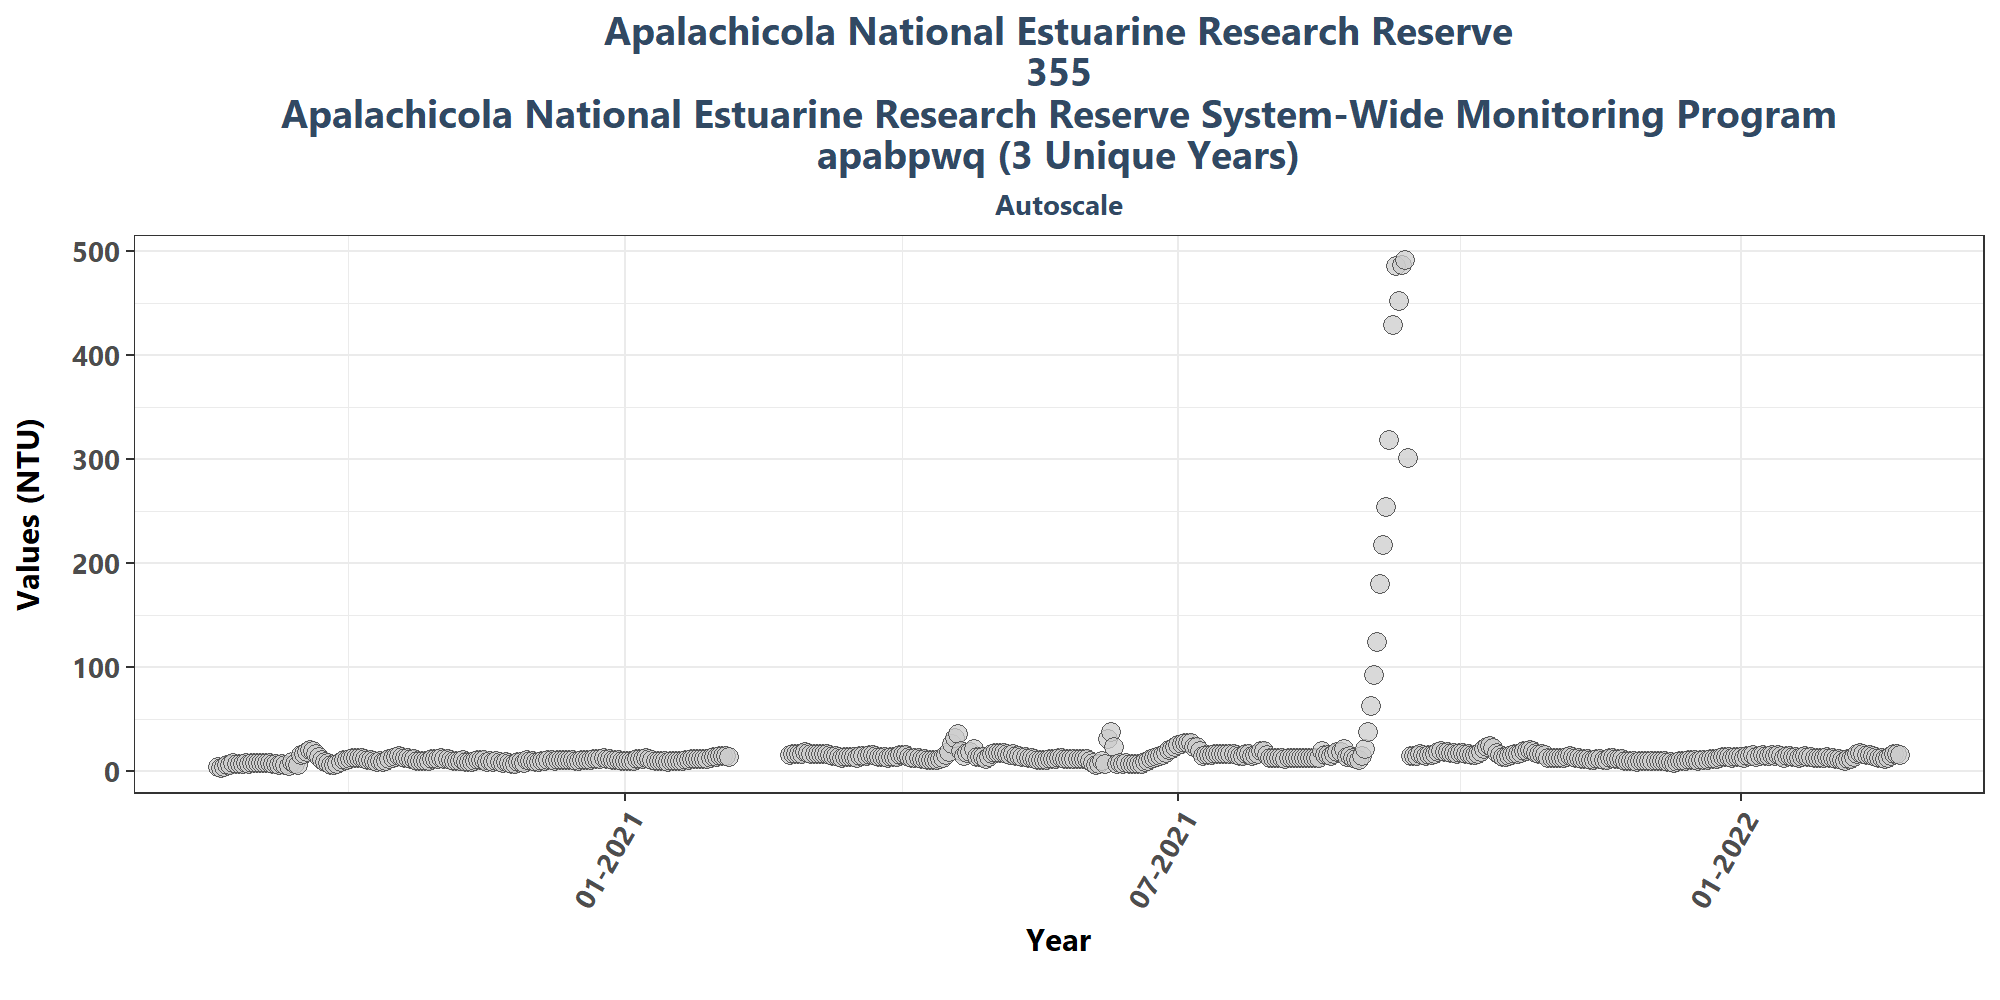 Apalachicola National Estuarine Research Reserve
355
Apalachicola National Estuarine Research Reserve System-Wide Monitoring Program
apabpwq (3 Unique Years)
Autoscale
500
400
300
200
100
0
Values (NTU)
01-2021
07-2021
01-2022
Year